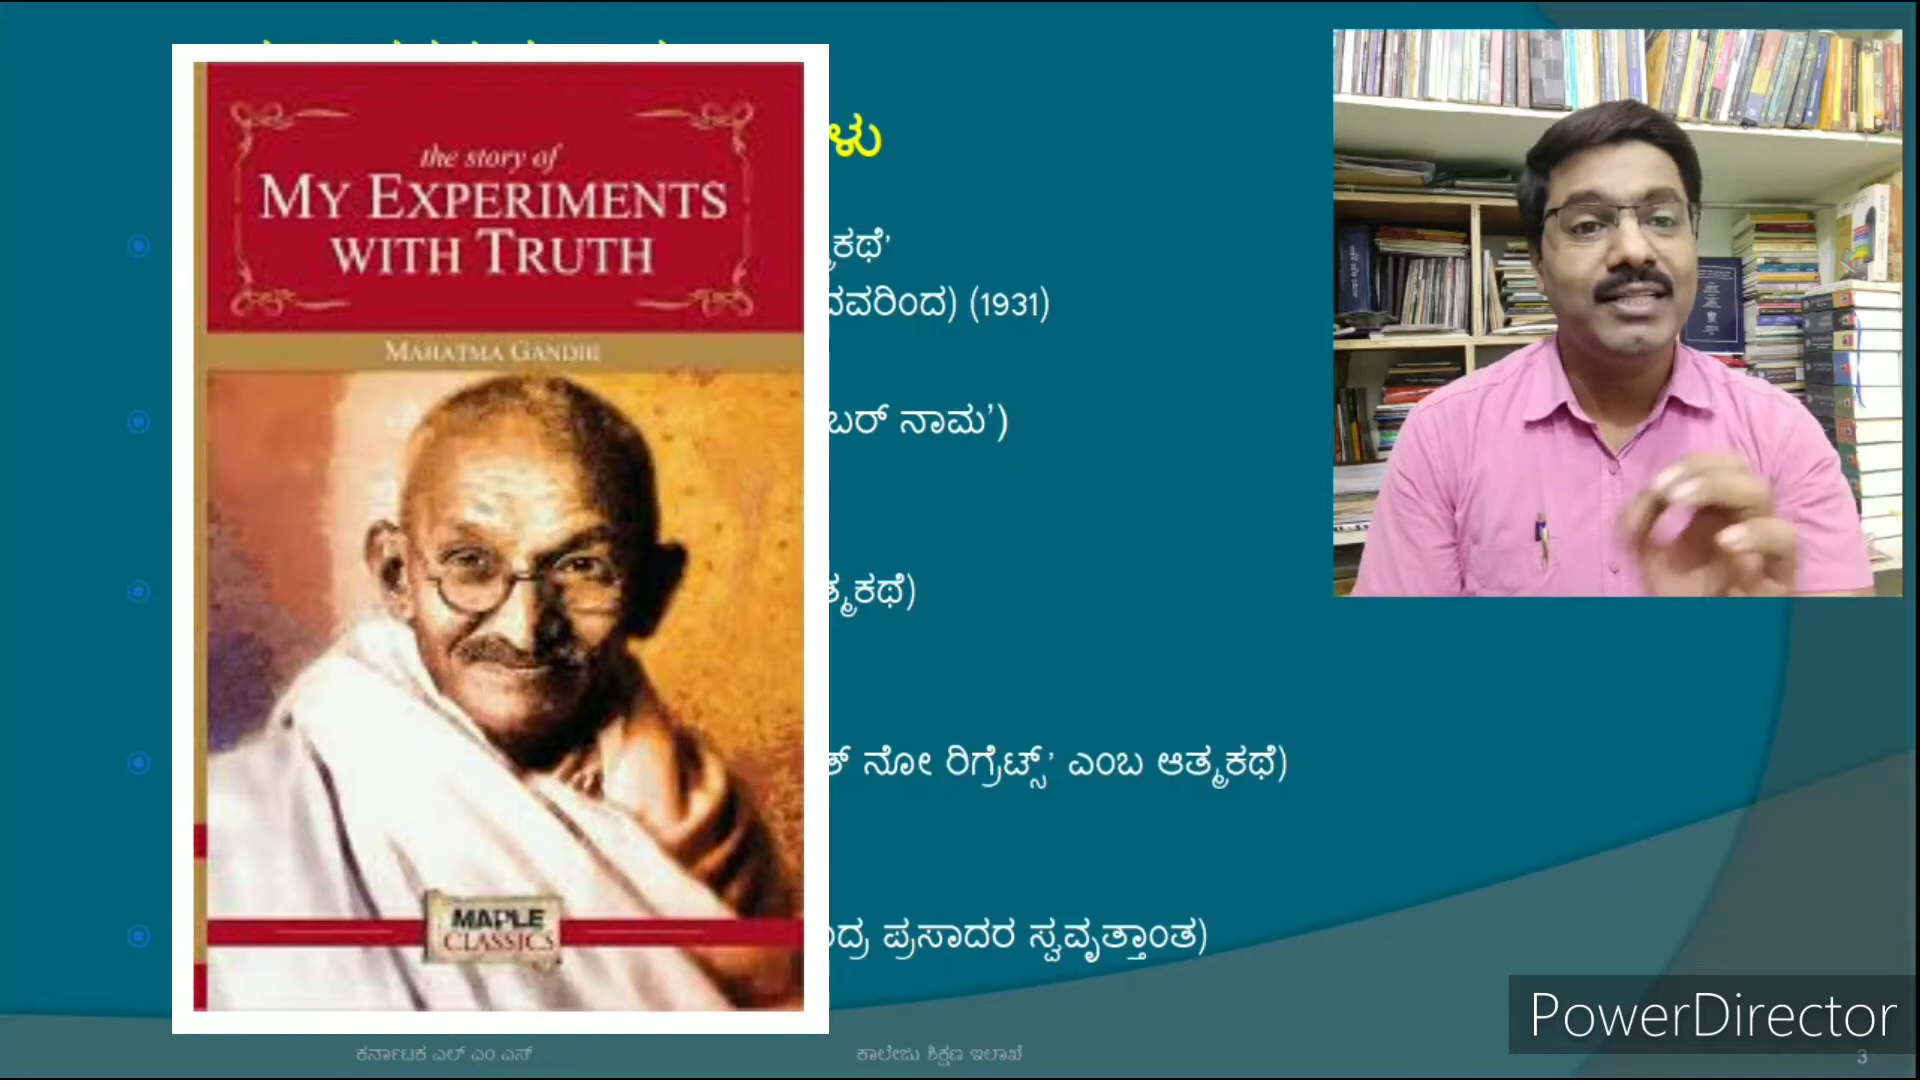 ಳು
the story of
MY EXPERIMENTS
WITH TRUTH
MAHATMA GANDHI
MAPLE
CLASSICS
ಕಥೆ'
ವವರಿಂದ) (1931)
ಬರ್ ನಾಮ')
ತ್ಮಕಥೆ)
ನೋ ರಿಗ್ರೆಟ್ಸ್' ಎಂಬ ಆತ್ಮಕಥೆ)
ಪ್ರಸಾದರ ಸ್ವವೃತ್ತಾಂತ)
PowerDirector
ಕರ್ನಾಟಕ ಎಲ್ ಎಂ.ಎಸ್
ಕಾಲೇಜು ಶಿಕ್ಷಣ ಇಲಾಖೆ
3